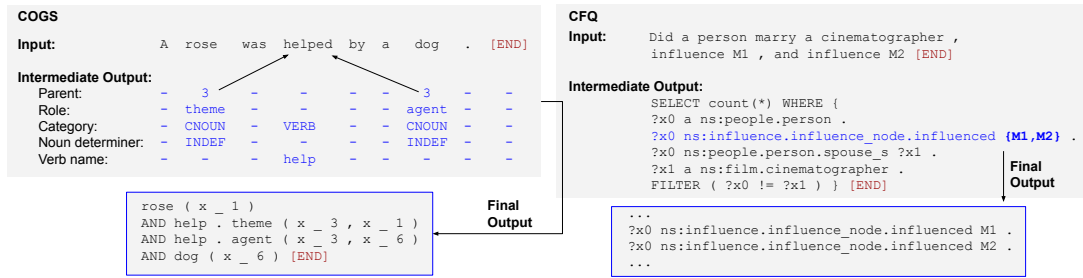 COGS
Input: A rose was helped by a dog . [END]
Intermediate Output:
Parent: - 3 - - - - 3 - -
Role: - theme - - - - agent - -
Category: - CNOUN - VERB - - CNOUN - -
Noun determiner: - INDEF - - - - INDEF - -
Verb name: - - - help - - - - -
Final
Output
rose ( x _ 1 )
AND help . theme ( x _ 3 , x _ 1 )
AND help . agent ( x _ 3 , x _ 6 )
AND dog ( x _ 6 ) [END]
CFQ
Input: Did a person marry a cinematographer ,
influence M1 , and influence M2 [END]
Intermediate Output:
SELECT count(*) WHERE {
?x0 a ns:people.person .
?x0 ns:influence.influence_node.influenced {M1,M2} .
?x0 ns:people.person.spouse_s ?x1 .
?x1 a ns:film.cinematographer .
FILTER ( ?x0 != ?x1 ) } [END]
Final
Output
...
?x0 ns:influence.influence_node.influenced M1 .
?x0 ns:influence.influence_node.influenced M2 .
...